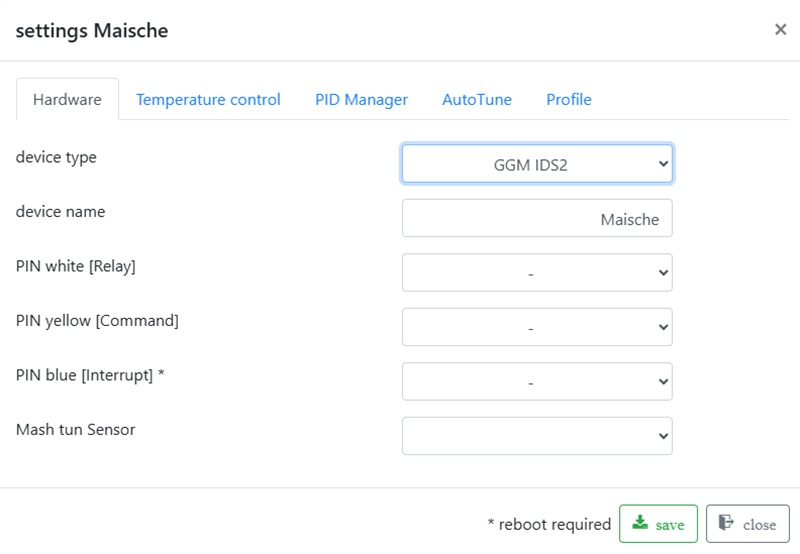 settings Maische ×
Hardware Temperature control PID Manager AutoTune Profile
device type GGM IDS2
device name Maische
PIN white [Relay] -
PIN yellow [Command] -
PIN blue [Interrupt] * -
Mash tun Sensor
* reboot required save close